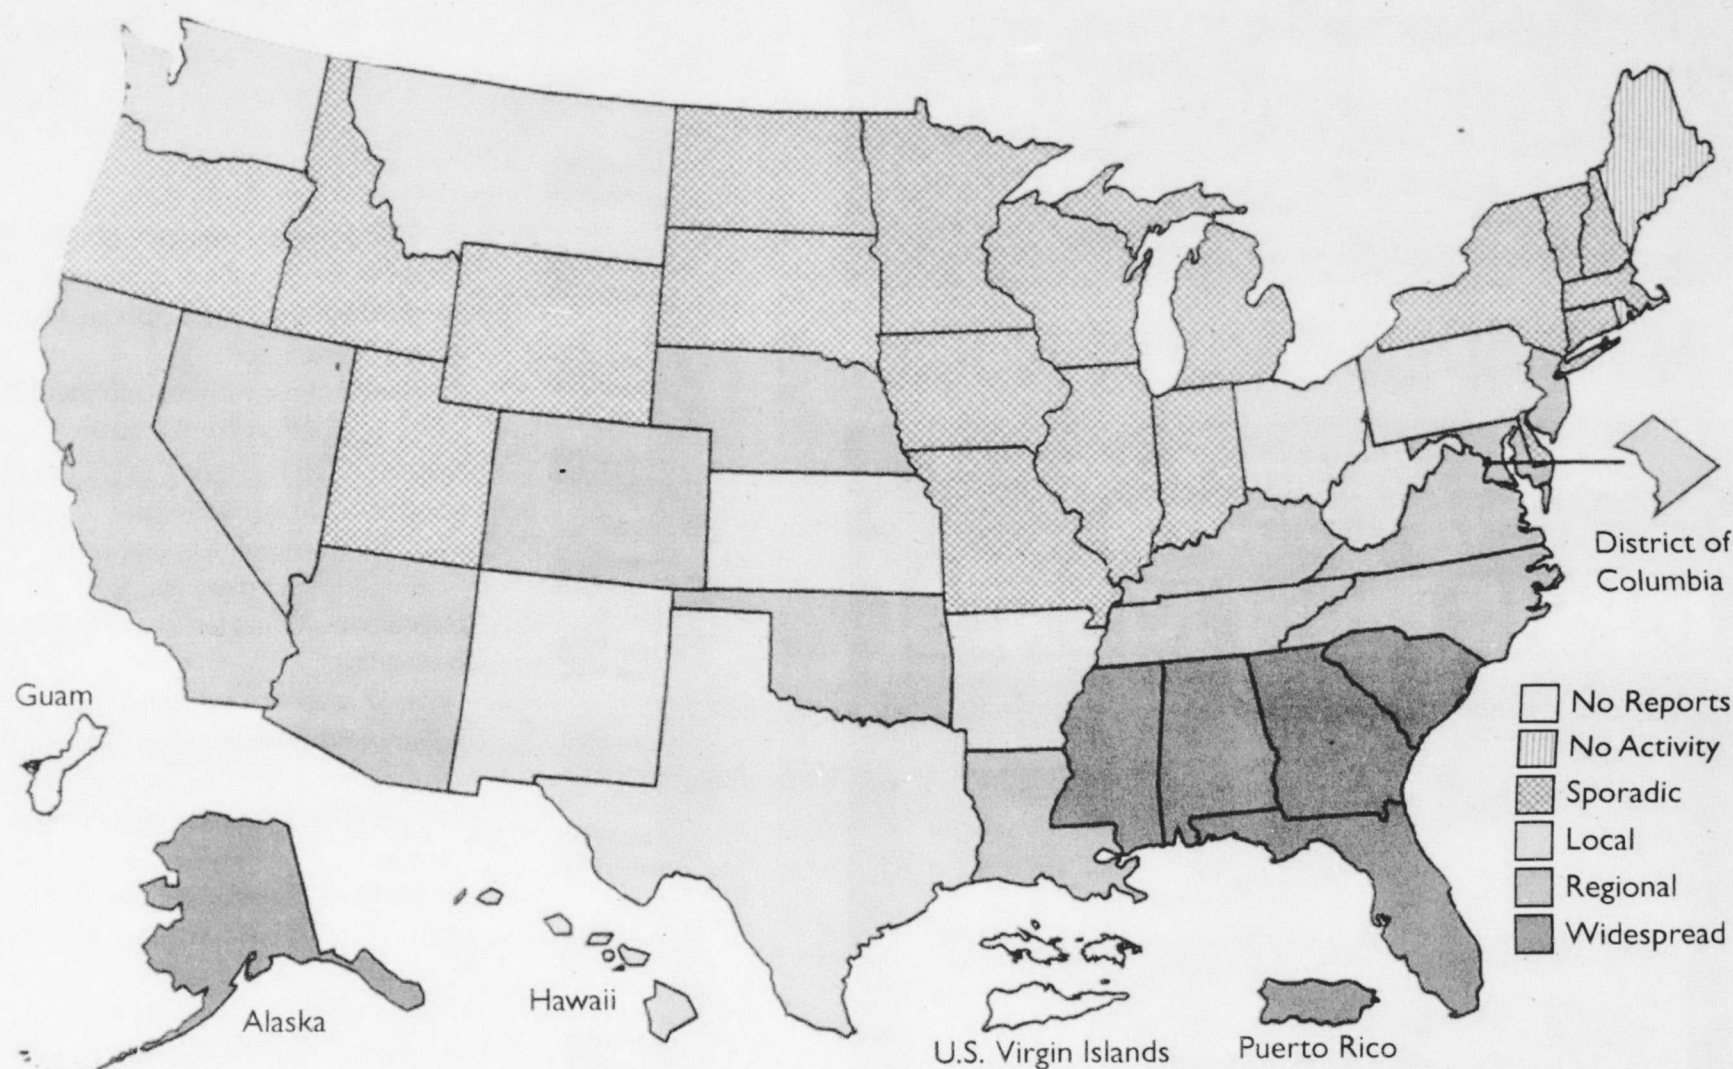 District of
Columbia
Guam
No Reports
No Activity
Sporadic
Local
Regional
Widespread
Alaska
Hawaii
U.S. Virgin Islands
Puerto Rico